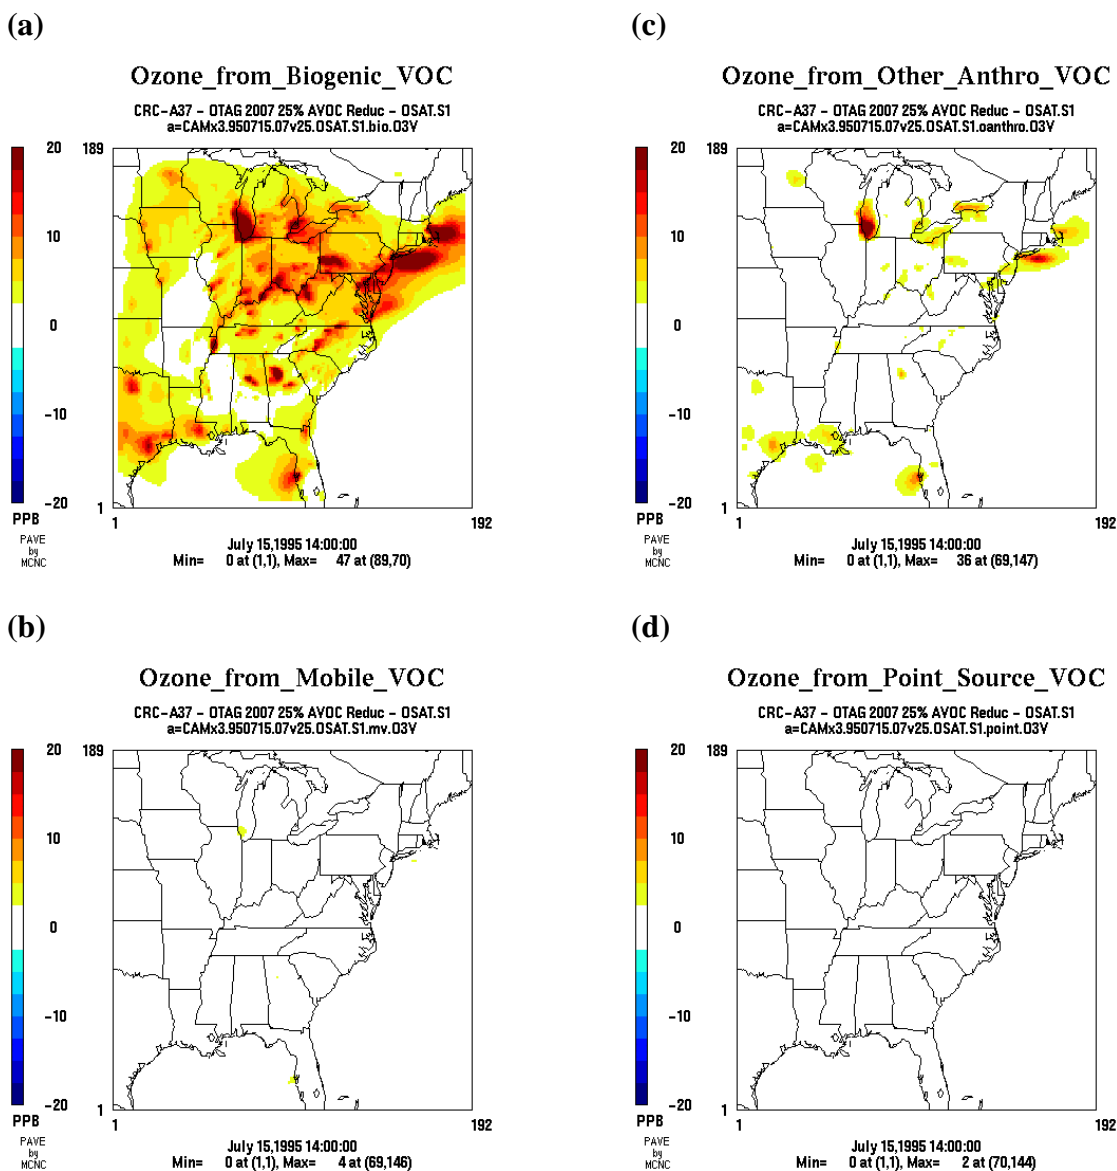 (a)
Ozone_from_Biogenic_VOC
CRC-A37 - OTAG 2007 25% AVOC Reduc - OSAT.S1
a=CAMx3.950715.07v25.OSAT.S1.bio.O3V
20
10
0
-10
-20
PPB
PAVE
by
MCNC
189
1
1
192
July 15,1995 14:00:00
Min= 0 at (1,1), Max= 47 at (89,70)
(c)
Ozone_from_Other_Anthro_VOC
CRC-A37 - OTAG 2007 25% AVOC Reduc - OSAT.S1
a=CAMx3.950715.07v25.OSAT.S1.oanthro.O3V
20
10
0
-10
-20
PPB
PAVE
by
MCNC
189
1
1
192
July 15,1995 14:00:00
Min= 0 at (1,1), Max= 36 at (69,147)
(b)
Ozone_from_Mobile_VOC
CRC-A37 - OTAG 2007 25% AVOC Reduc - OSAT.S1
a=CAMx3.950715.07v25.OSAT.S1.mv.O3V
20
10
0
-10
-20
PPB
PAVE
by
MCNC
189
1
1
192
July 15,1995 14:00:00
Min= 0 at (1,1), Max= 4 at (69,146)
(d)
Ozone_from_Point_Source_VOC
CRC-A37 - OTAG 2007 25% AVOC Reduc - OSAT.S1
a=CAMx3.950715.07v25.OSAT.S1.point.O3V
20
10
0
-10
-20
PPB
PAVE
by
MCNC
189
1
1
192
July 15,1995 14:00:00
Min= 0 at (1,1), Max= 2 at (70,144)